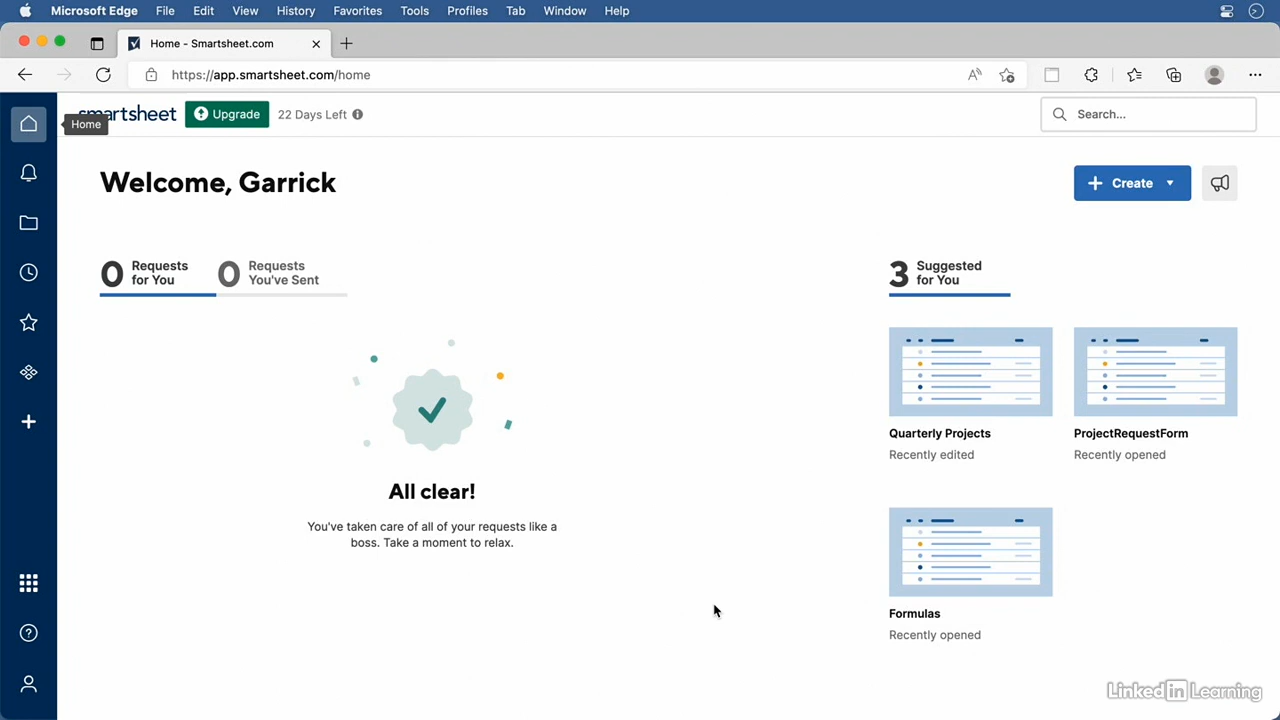 Microsoft Edge File Edit View History Favorites Tools Profiles Tab Window Help
Home - Smartsheet.com
https://app.smartsheet.com/home
Home
smartsheet
Upgrade
22 Days Left
Search...
Welcome, Garrick
Create
0 Requests for You
0 Requests You've Sent
3 Suggested for You
All clear!
You've taken care of all of your requests like a
boss. Take a moment to relax.
Quarterly Projects
Recently edited
ProjectRequestForm
Recently opened
Formulas
Recently opened
LinkedIn Learning